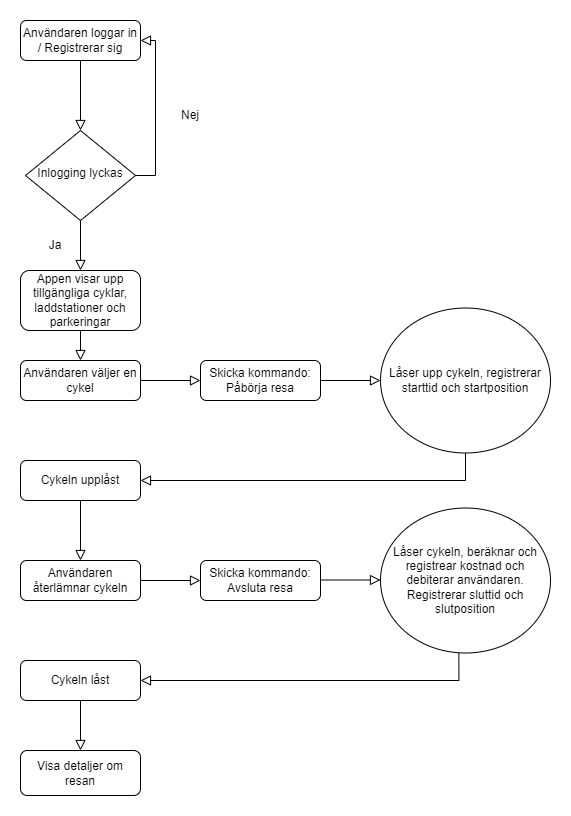 Användaren loggar in
/ Registrerar sig
Nej
Inlogging lyckas
Ja
Appen visar upp
tillgängliga cyklar,
laddstationer och
parkeringar
Användaren väljer en
cykel
Skicka kommando:
Påbörja resa
Låser upp cykeln, registrerar
starttid och startposition
Cykeln upplåst
Användaren
återlämnar cykeln
Skicka kommando:
Avsluta resa
Låser cykeln, beräknar och
registrear kostnad och
debiterar användaren.
Registrerar sluttid och
slutposition
Cykeln låst
Visa detaljer om
resan